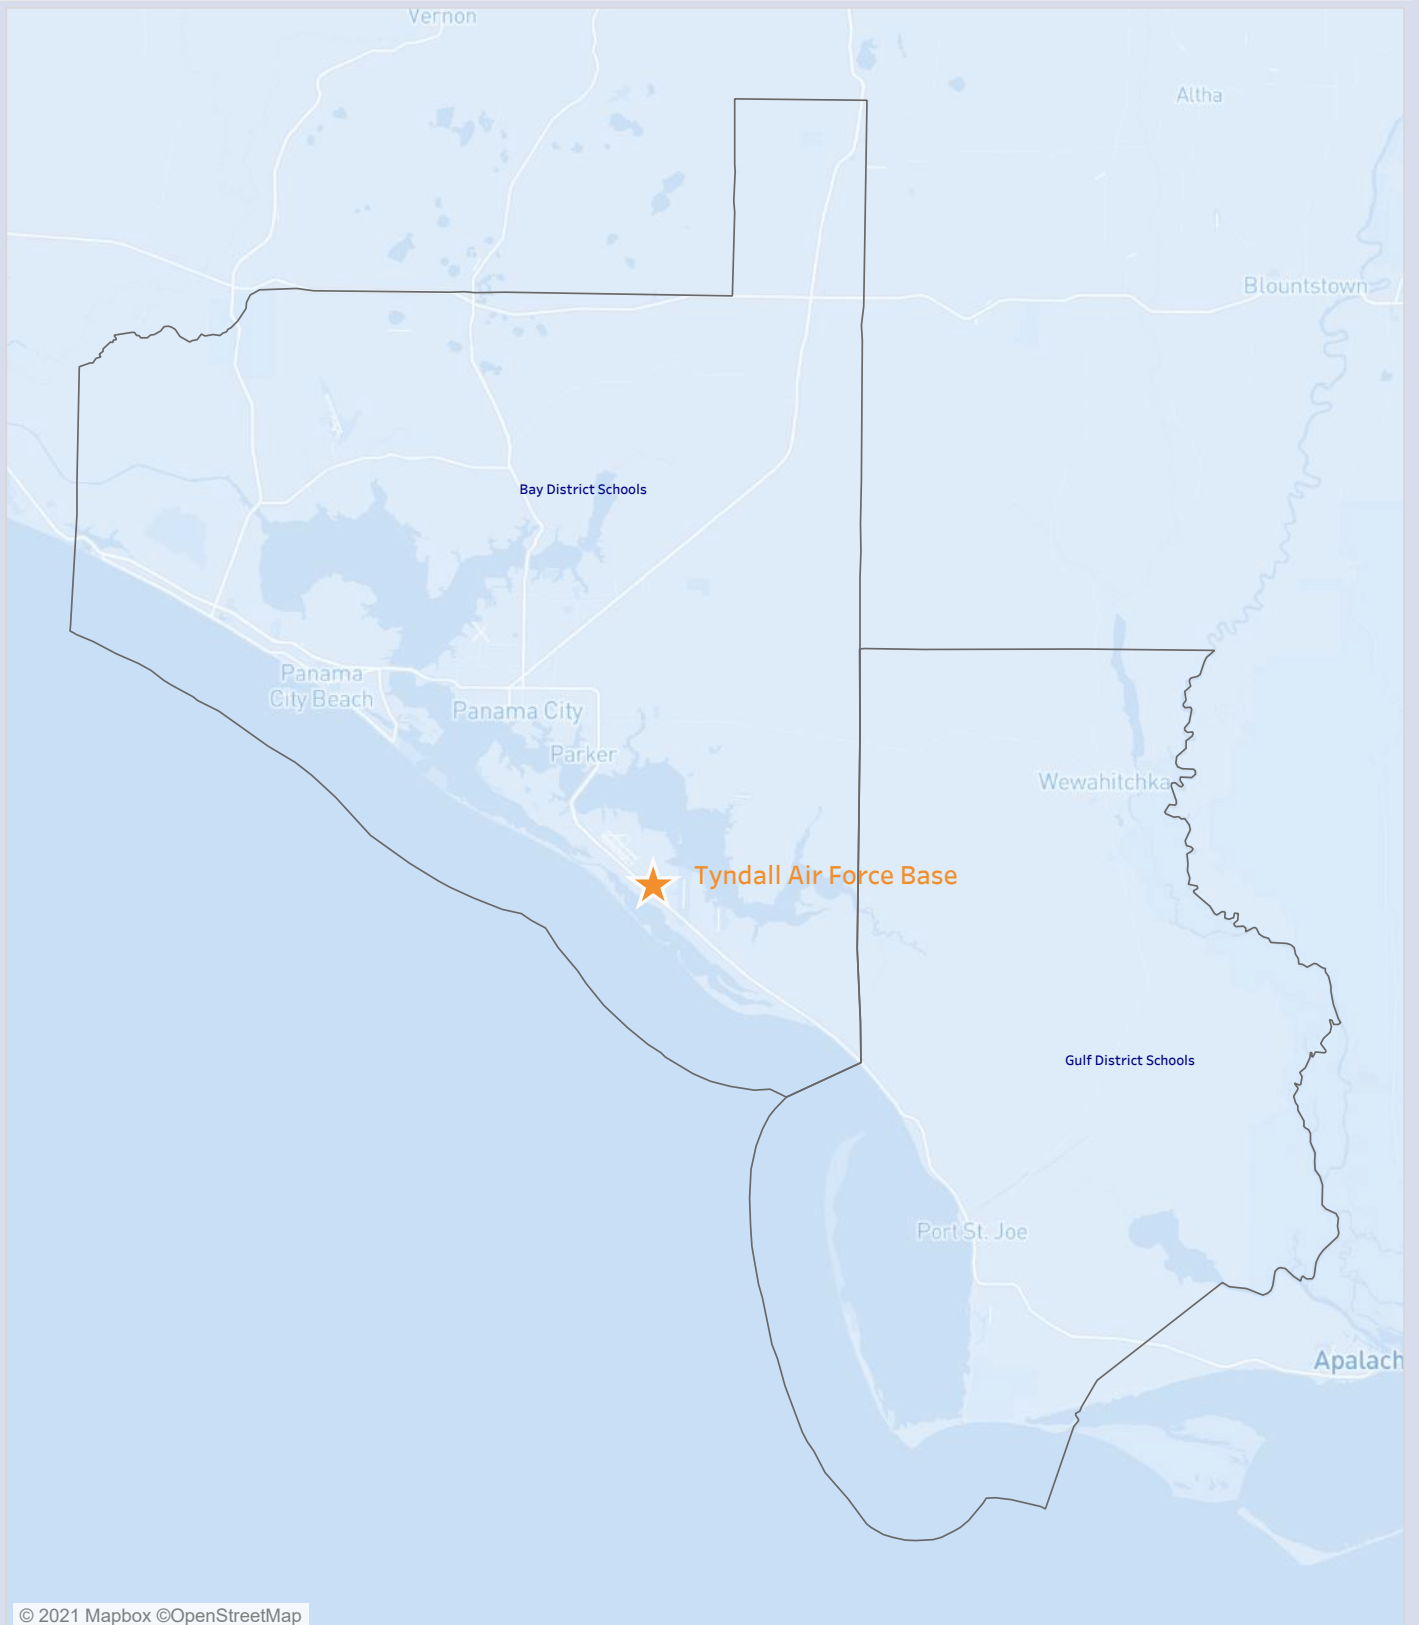 Vernon
Altha
Blountstown
Bay District Schools
Panama
City Beach
Panama City
Parker
Wewahitchka
Tyndall Air Force Base
Gulf District Schools
Port St. Joe
Apalach
© 2021 Mapbox ©OpenStreetMap